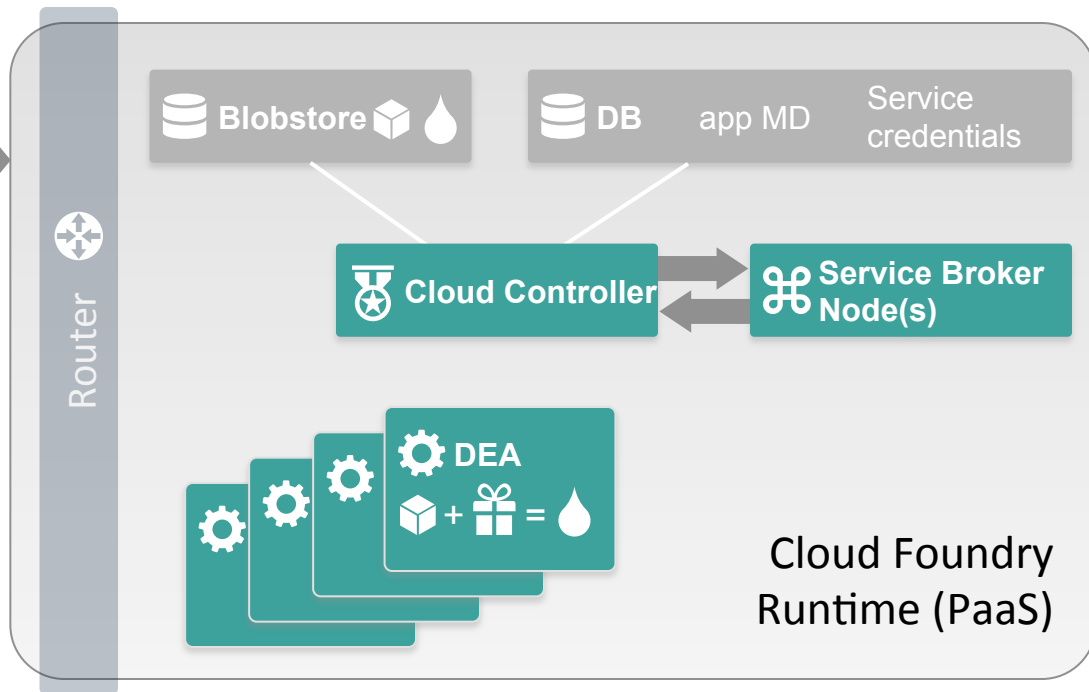 Router
Blobstore
DB
app MD
Service
credentials
Cloud Controller
Service Broker
Node(s)
DEA
+ =
Cloud Foundry
Runtime (PaaS)